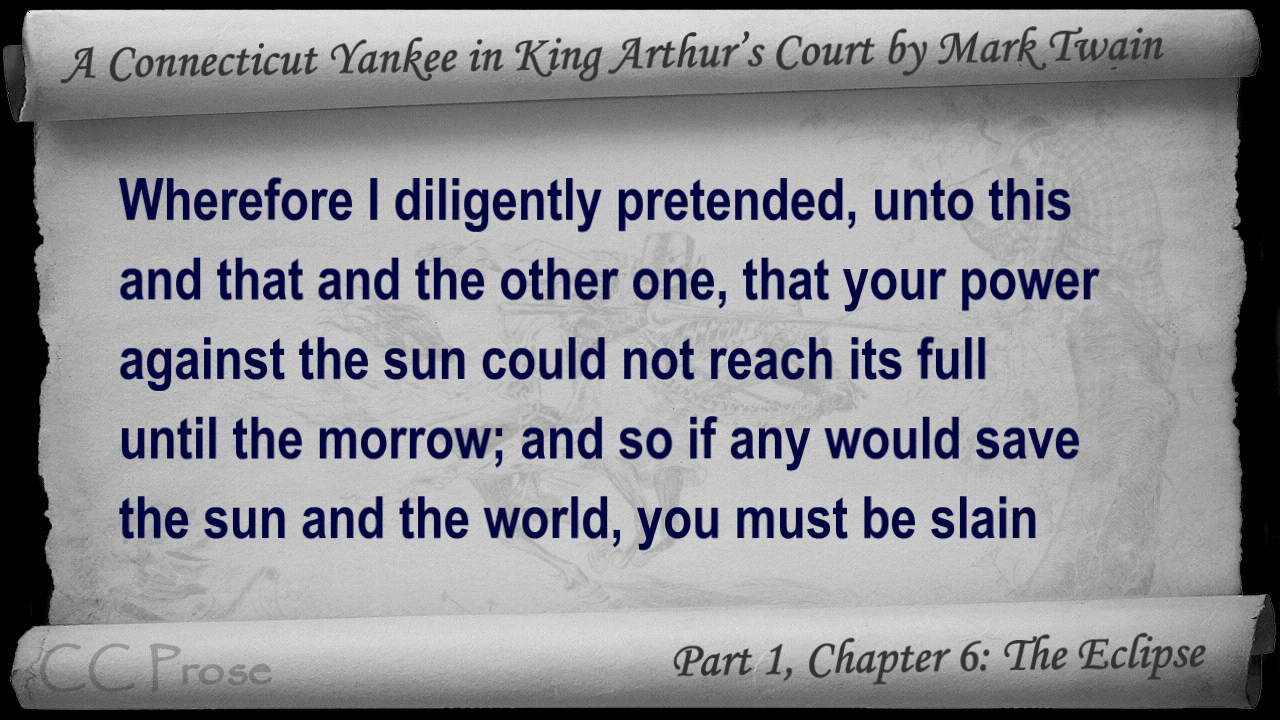 A Connecticut Yankee in King Arthur's Court by Mark Twain
Wherefore I diligently pretended, unto this
and that and the other one, that your power
against the sun could not reach its full
until the morrow; and so if any would save
the sun and the world, you must be slain
CC Prose
Part 1, Chapter 6: The Eclipse